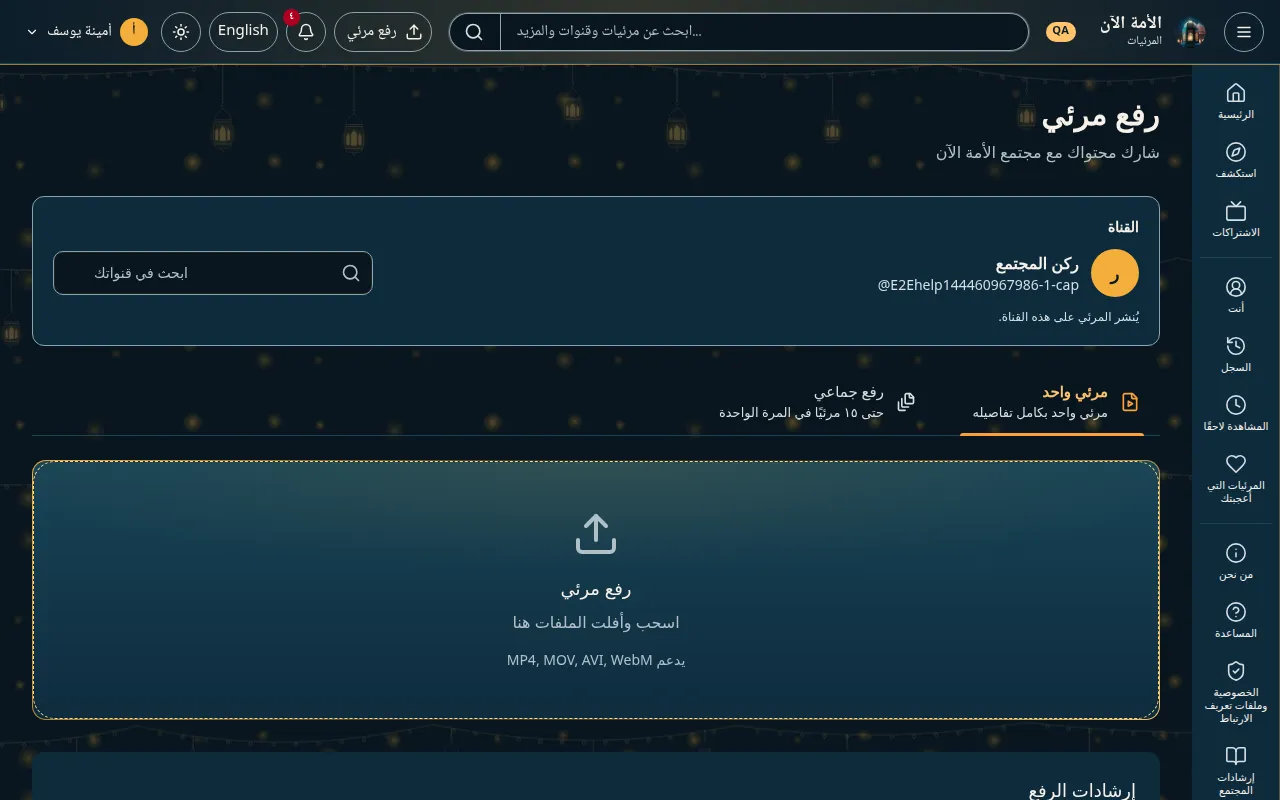 الأمة الآن
المرئيات
QA
ابحث عن مرئيات وقنوات والمزيد...
رفع مرئي
٤
English
أ
أمينة يوسف
الرئيسية
استكشف
الاشتراكات
أنت
السجل
المشاهدة لاحقًا
المرئيات التي
أعجبتك
من نحن
المساعدة
الخصوصية
وملفات تعريف
الارتباط
إرشادات
المجتمع
رفع مرئي
شارك محتواك مع مجتمع الأمة الآن
القناة
ر
ركن المجتمع
@E2Ehelp144460967986-1-cap
يُنشر المرئي على هذه القناة.
ابحث في قنواتك
مرئي واحد
مرئي واحد بكامل تفاصيله
رفع جماعي
حتى ١٥ مرئيًا في المرة الواحدة
رفع مرئي
اسحب وأفلت الملفات هنا
يدعم MP4, MOV, AVI, WebM
إرشادات الرفع